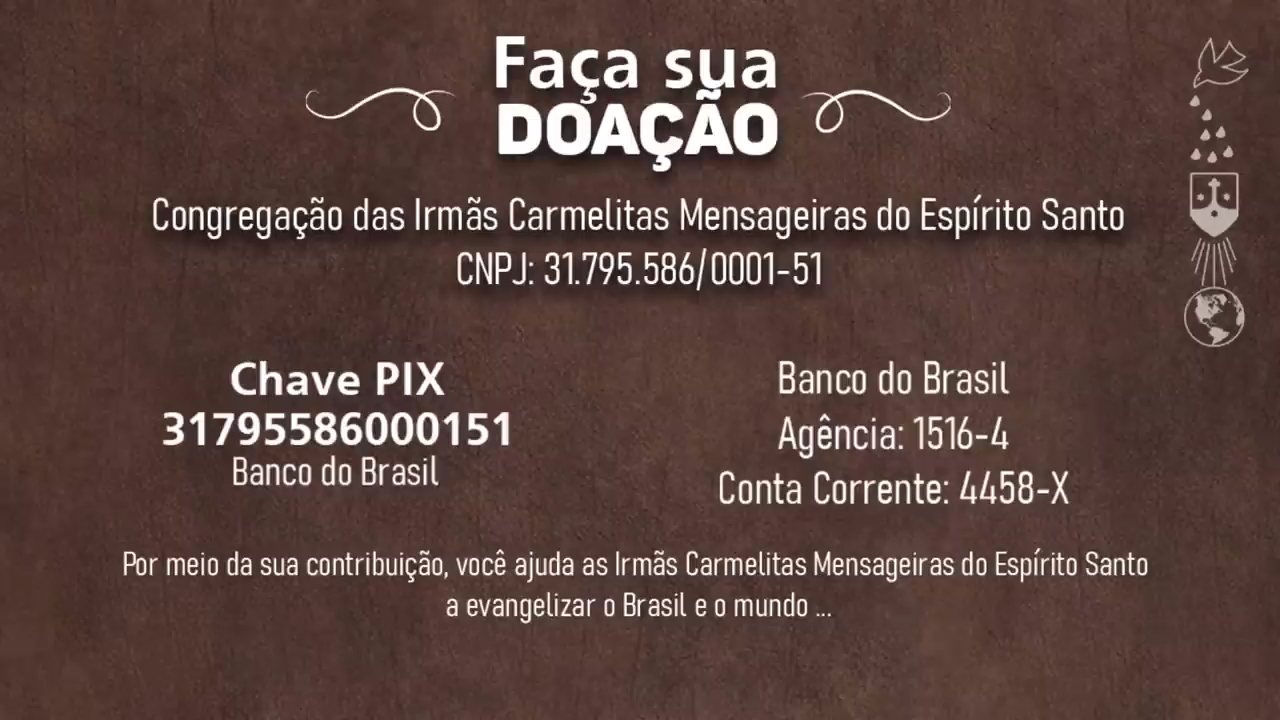 Faça sua
DOAÇÃO
Congregação das Irmãs Carmelitas Mensageiras do Espírito Santo
CNPJ: 31.795.586/0001-51
Chave PIX
31795586000151
Banco do Brasil
Banco do Brasil
Agência: 1516-4
Conta Corrente: 4458-X
Por meio da sua contribuição, você ajuda as Irmãs Carmelitas Mensageiras do Espírito Santo
a evangelizar o Brasil e o mundo ...